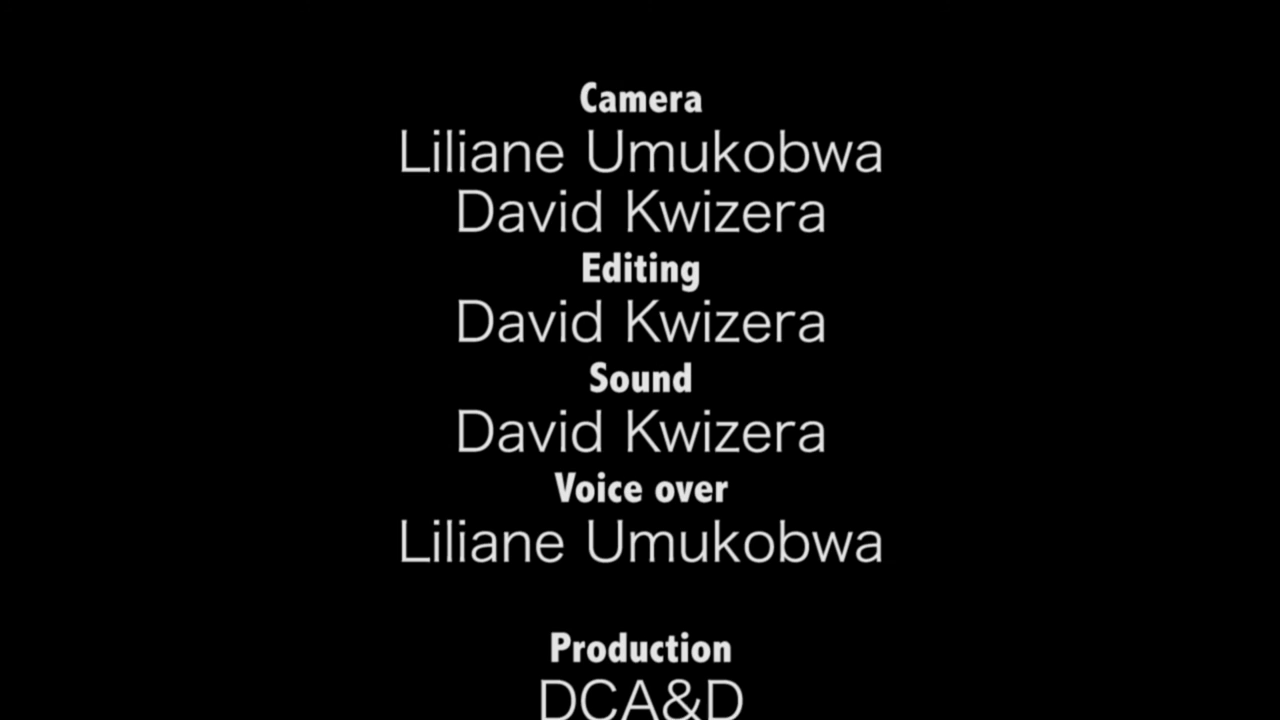 Camera
Liliane Umukobwa
David Kwizera
Editing
David Kwizera
Sound
David Kwizera
Voice over
Liliane Umukobwa
Production
DCA&D